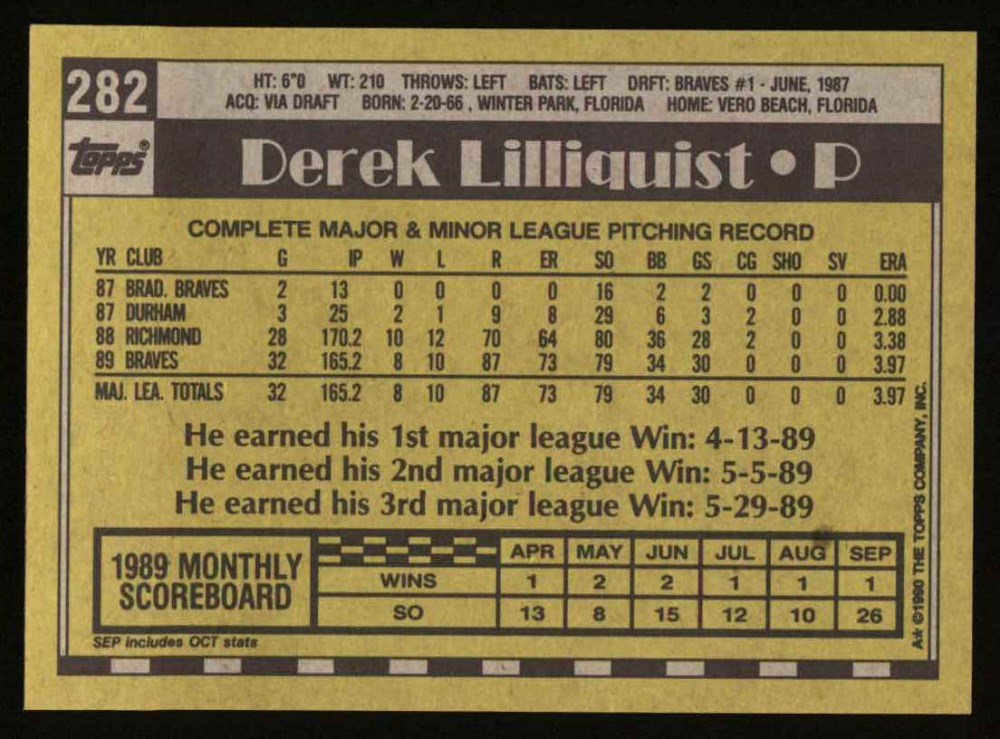 282
HT: 6"0 WT: 210 THROWS: LEFT BATS: LEFT DRFT: BRAVES #1 - JUNE, 1987
ACQ: VIA DRAFT BORN: 2-20-66 , WINTER PARK, FLORIDA HOME: VERO BEACH, FLORIDA
topps®
Derek Lilliquist • P
COMPLETE MAJOR & MINOR LEAGUE PITCHING RECORD
YR CLUB G IP W L R ER SO BB GS CG SHO SV ERA
87 BRAD. BRAVES 2 13 0 0 0 0 16 2 2 0 0 0 0.00
87 DURHAM 3 25 2 1 9 8 29 6 3 2 0 0 2.88
88 RICHMOND 28 170.2 10 12 70 64 80 36 28 2 0 0 3.38
89 BRAVES 32 165.2 8 10 87 73 79 34 30 0 0 0 3.97
MAJ. LEA. TOTALS 32 165.2 8 10 87 73 79 34 30 0 0 0 3.97
He earned his 1st major league Win: 4-13-89
He earned his 2nd major league Win: 5-5-89
He earned his 3rd major league Win: 5-29-89
1989 MONTHLY
SCOREBOARD
APR MAY JUN JUL AUG SEP
WINS 1 2 2 1 1 1
SO 13 8 15 12 10 26
SEP includes OCT stats
A☆ ©1990 THE TOPPS COMPANY, INC.